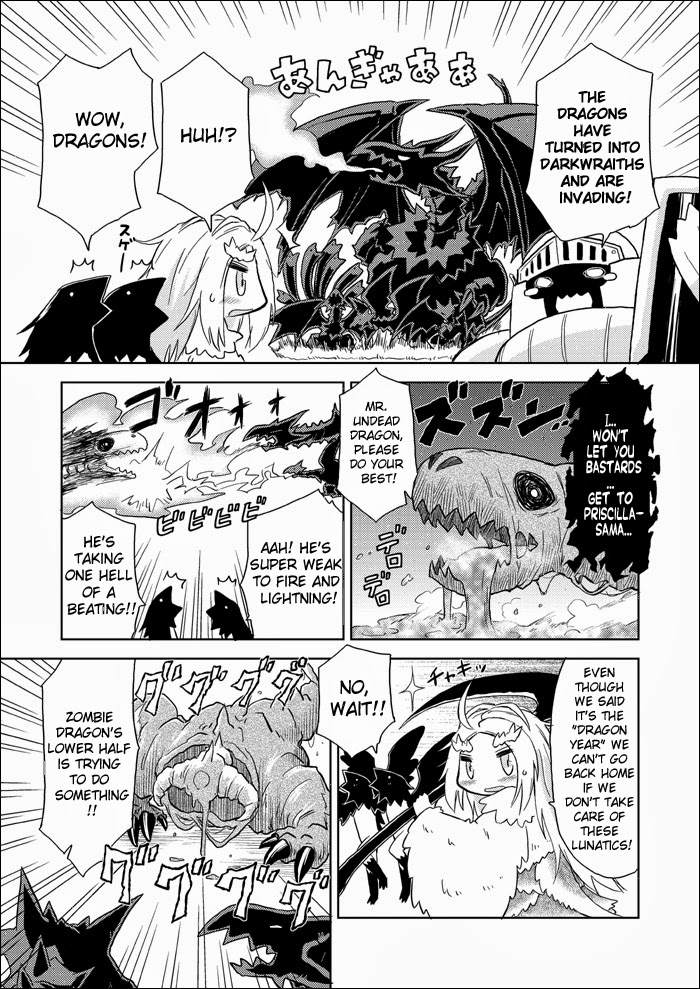 THE
DRAGONS
HAVE
TURNED INTO
DARKWRAITHS
AND ARE
INVADING!
あんぎゃああ
HUH!?
WOW,
DRAGONS!
スゲー
ズズン
I...
WON'T
LET YOU
BASTARDS
...
GET TO
PRISCILLA-
SAMA...
MR.
UNDEAD
DRAGON,
PLEASE
DO YOUR
BEST!
デロ
デロ
ゴオォォォ
ビビビビ
AAH! HE'S
SUPER WEAK
TO FIRE AND
LIGHTNING!
HE'S
TAKING
ONE HELL
OF A
BEATING!!
EVEN
THOUGH
WE SAID
IT'S THE
"DRAGON
YEAR" WE
CAN'T GO
BACK HOME
IF WE
DON'T TAKE
CARE OF
THESE
LUNATICS!
チャキッ
NO,
WAIT!!
ググググ
ZOMBIE
DRAGON'S
LOWER HALF
IS TRYING
TO DO
SOMETHING
!!
ググググ